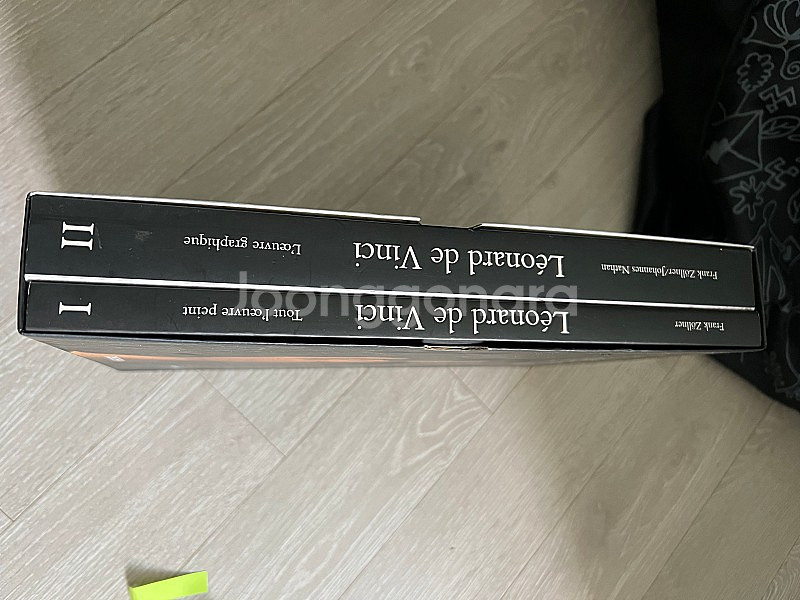 Frank Zöllner
Léonard de Vinci
Tout l'œuvre peint
I
Frank Zöllner/Johannes Nathan
Léonard de Vinci
L'œuvre graphique
II
Joonggonara